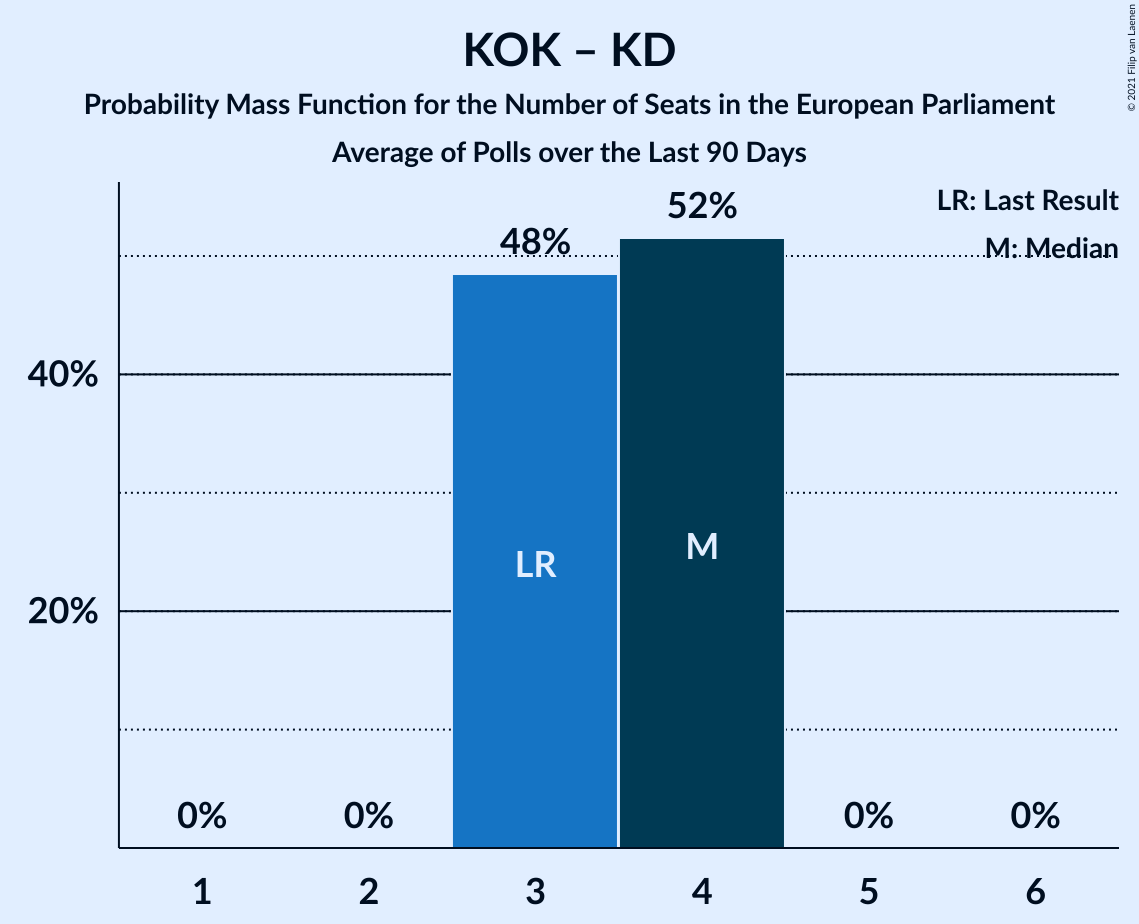 KOK – KD
Probability Mass Function for the Number of Seats in the European Parliament
Average of Polls over the Last 90 Days
© 2021 Filip van Laenen
LR: Last Result
M: Median
52%
48%
40%
20%
LR
M
0%
0%
0%
0%
1
2
3
4
5
6